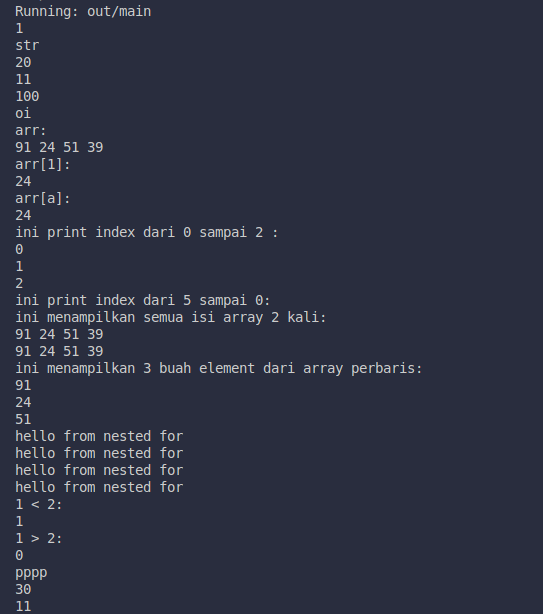 Running: out/main
1
str
20
11
100
oi
arr:
91 24 51 39
arr[1]:
24
arr[a]:
24
ini print index dari 0 sampai 2 :
0
1
2
ini print index dari 5 sampai 0:
ini menampilkan semua isi array 2 kali:
91 24 51 39
91 24 51 39
ini menampilkan 3 buah element dari array perbaris:
91
24
51
hello from nested for
hello from nested for
hello from nested for
hello from nested for
1 < 2:
1
1 > 2:
0
pppp
30
11